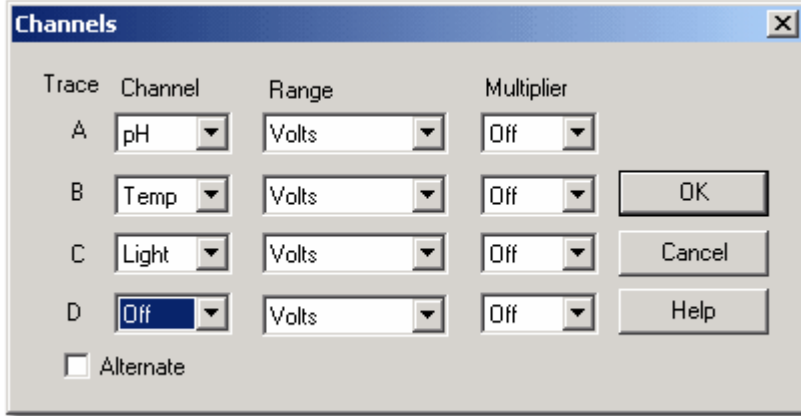 Channels
Trace Channel Range Multiplier
A pH Volts Off
B Temp Volts Off OK
C Light Volts Off Cancel
D Off Volts Off Help
Alternate